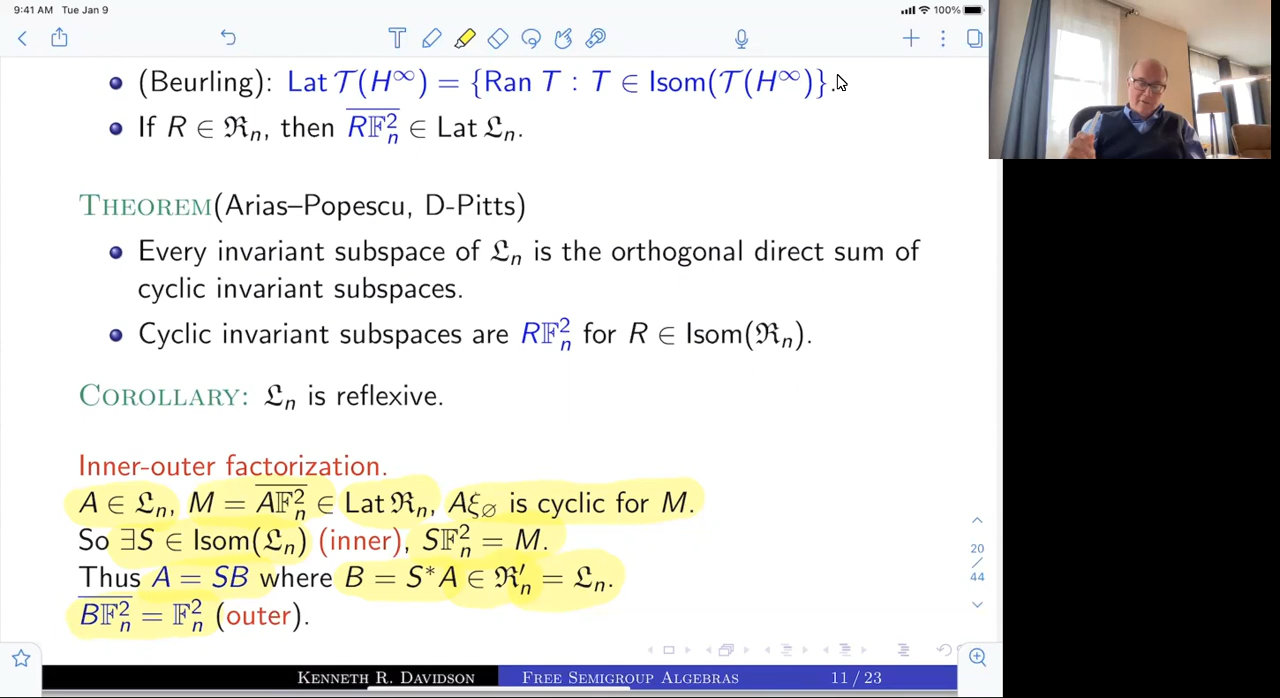 9:41 AM Tue Jan 9
100%
(Beurling): Lat 𝒯(H^∞) = {Ran T : T ∈ Isom(𝒯(H^∞)}.
If R ∈ ℜ_n, then \overline{R𝔽_n^2} ∈ Lat 𝔏_n.
THEOREM(Arias–Popescu, D-Pitts)
Every invariant subspace of 𝔏_n is the orthogonal direct sum of
cyclic invariant subspaces.
Cyclic invariant subspaces are R𝔽_n^2 for R ∈ Isom(ℜ_n).
COROLLARY: 𝔏_n is reflexive.
Inner-outer factorization.
A ∈ 𝔏_n, M = \overline{A𝔽_n^2} ∈ Lat ℜ_n, Aξ_∅ is cyclic for M.
So ∃S ∈ Isom(𝔏_n) (inner), S𝔽_n^2 = M.
Thus A = SB where B = S*A ∈ ℜ′_n = 𝔏_n.
\overline{B𝔽_n^2} = 𝔽_n^2 (outer).
20
/
44
KENNETH R. DAVIDSON FREE SEMIGROUP ALGEBRAS 11 / 23